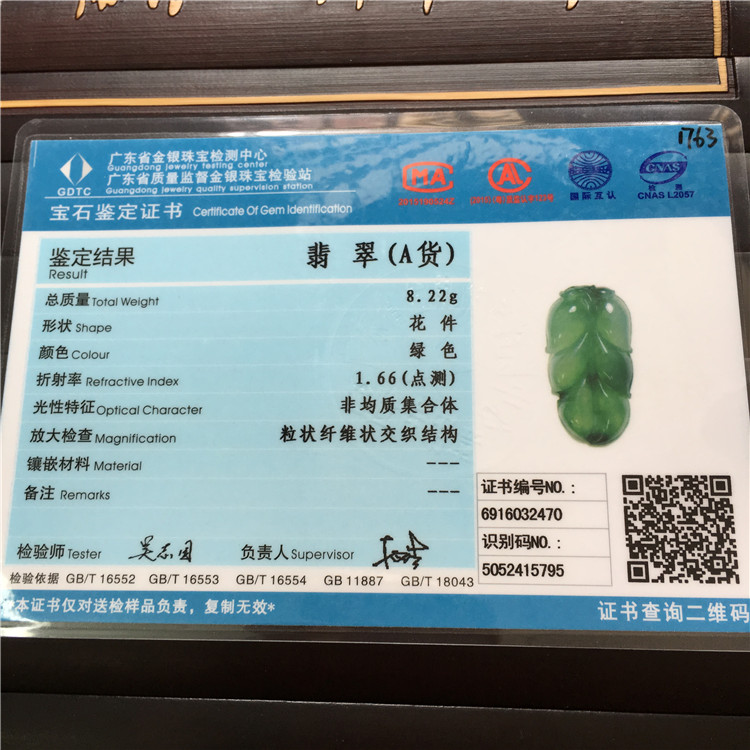 1763
广东省金银珠宝检测中心
Guangdong jewelry testing center
广东省质量监督金银珠宝检验站
Guangdong jewelry quality supervision station
GDTC
宝石鉴定证书 Certificate Of Gem Identification
MA
国际互认
CNAS
检测
CNAS L2057
鉴定结果 翡翠(A货)
Result
总质量 Total Weight 8.22g
形状 Shape 花件
颜色 Colour 绿色
折射率 Refractive Index 1.66(点测)
光性特征 Optical Character 非均质集合体
放大检查 Magnification 粒状纤维状交织结构
镶嵌材料 Material ---
备注 Remarks ---
证书编号NO.:
6916032470
识别码NO.:
5052415795
检验师 Tester 负责人 Supervisor
检验依据 GB/T 16552 GB/T 16553 GB/T 16554 GB 11887 GB/T 18043
*本证书仅对送检样品负责，复制无效*
证书查询二维码